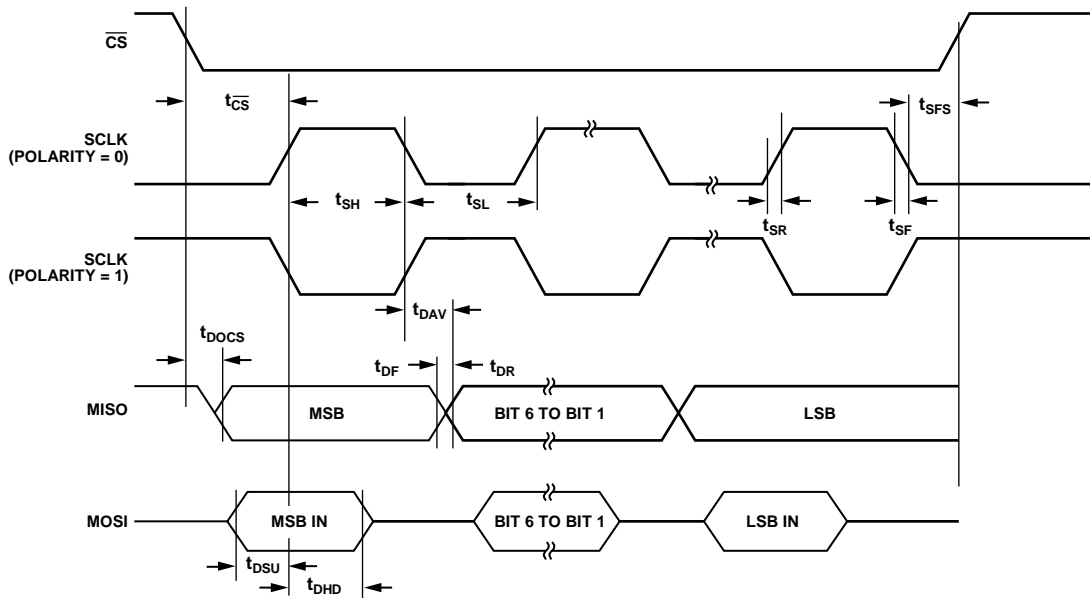 CS
tCS
tSFS
SCLK
(POLARITY = 0)
tSH
tSL
tSR
tSF
SCLK
(POLARITY = 1)
tDAV
tDOCS
tDF
tDR
MISO
MSB
BIT 6 TO BIT 1
LSB
MOSI
MSB IN
BIT 6 TO BIT 1
LSB IN
tDSU
tDHD